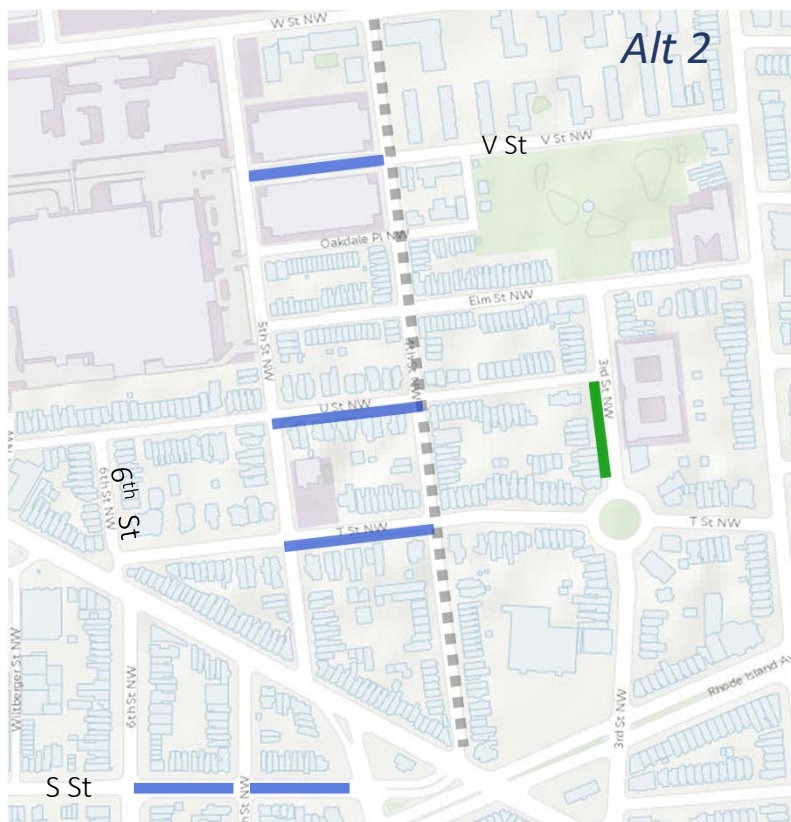 W St NW
Alt 2
V St NW
V St
Oakdale Pl NW
Elm St NW
5th St NW
3rd St NW
U St NW
6th St NW
6th St
T St NW
T St NW
Wiltberger St NW
6th St NW
3rd St NW
Rhode Island Av
S St